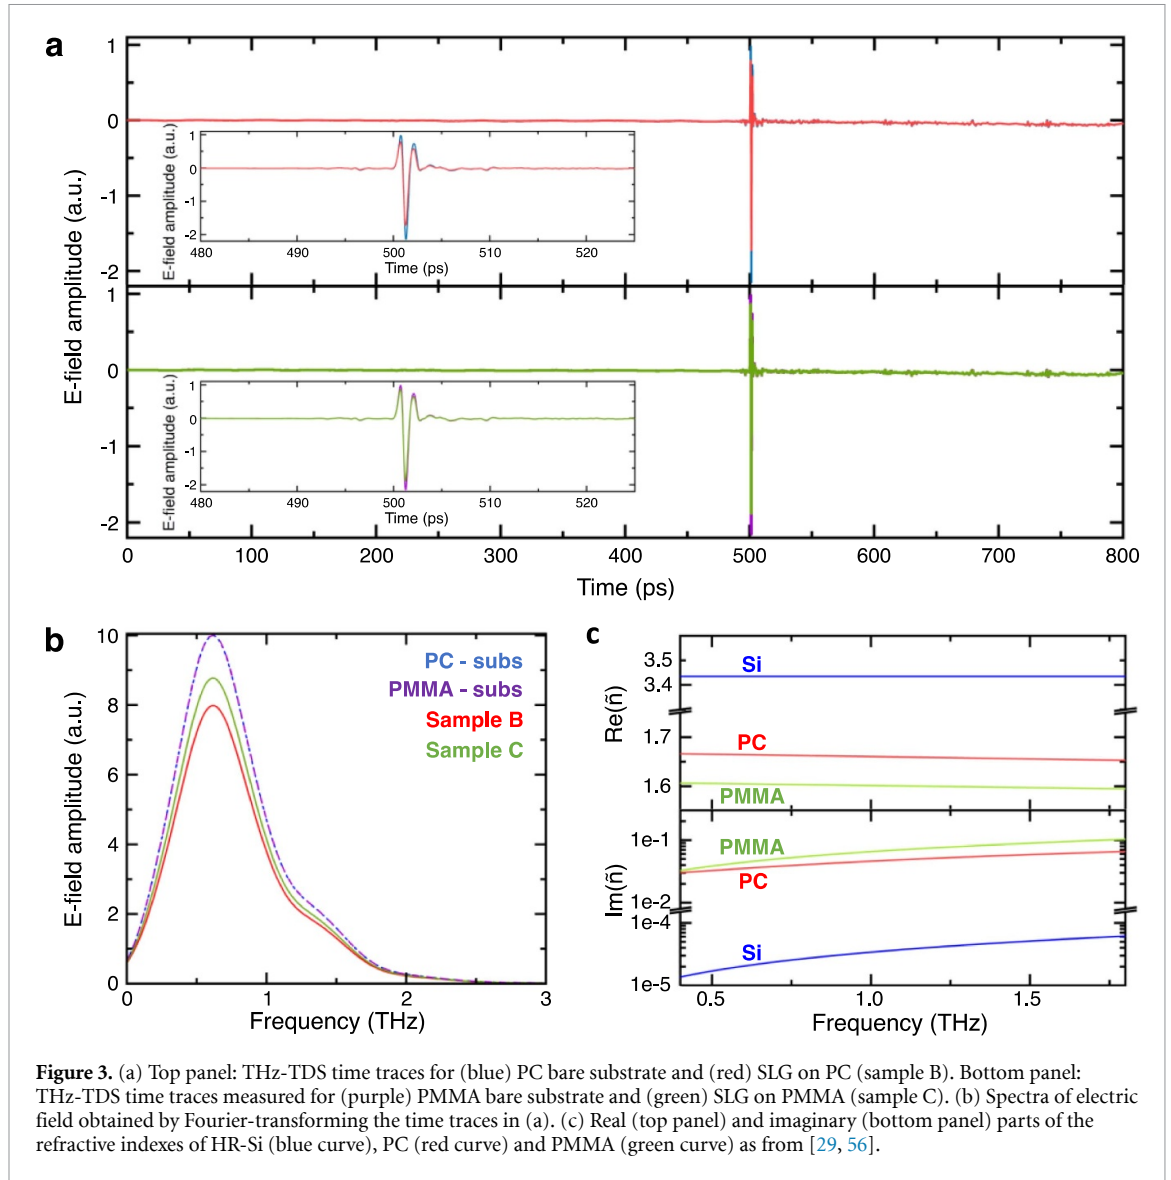 a
1
0
-1
-2
E-field amplitude (a.u.)
1
0
-1
-2
E-field amplitude (a.u.)
480
490
500
510
520
Time (ps)
1
0
-1
-2
1
0
-1
-2
E-field amplitude (a.u.)
480
490
500
510
520
Time (ps)
0
100
200
300
400
500
600
700
800
Time (ps)
b
10
8
6
4
2
0
E-field amplitude (a.u.)
PC - subs
PMMA - subs
Sample B
Sample C
0
1
2
3
Frequency (THz)
c
3.5
3.4
1.7
1.6
Re(ñ)
Si
PC
PMMA
1e-1
1e-2
1e-4
1e-5
Im(ñ)
PMMA
PC
Si
0.5
1.0
1.5
Frequency (THz)
Figure 3. (a) Top panel: THz-TDS time traces for (blue) PC bare substrate and (red) SLG on PC (sample B). Bottom panel:
THz-TDS time traces measured for (purple) PMMA bare substrate and (green) SLG on PMMA (sample C). (b) Spectra of electric
field obtained by Fourier-transforming the time traces in (a). (c) Real (top panel) and imaginary (bottom panel) parts of the
refractive indexes of HR-Si (blue curve), PC (red curve) and PMMA (green curve) as from [29, 56].